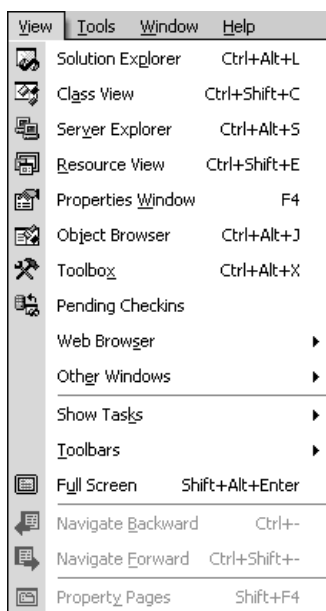 View Tools Window Help
Solution Explorer Ctrl+Alt+L
Class View Ctrl+Shift+C
Server Explorer Ctrl+Alt+S
Resource View Ctrl+Shift+E
Properties Window F4
Object Browser Ctrl+Alt+J
Toolbox Ctrl+Alt+X
Pending Checkins
Web Browser
Other Windows
Show Tasks
Toolbars
Full Screen Shift+Alt+Enter
Navigate Backward Ctrl+-
Navigate Forward Ctrl+Shift+-
Property Pages Shift+F4